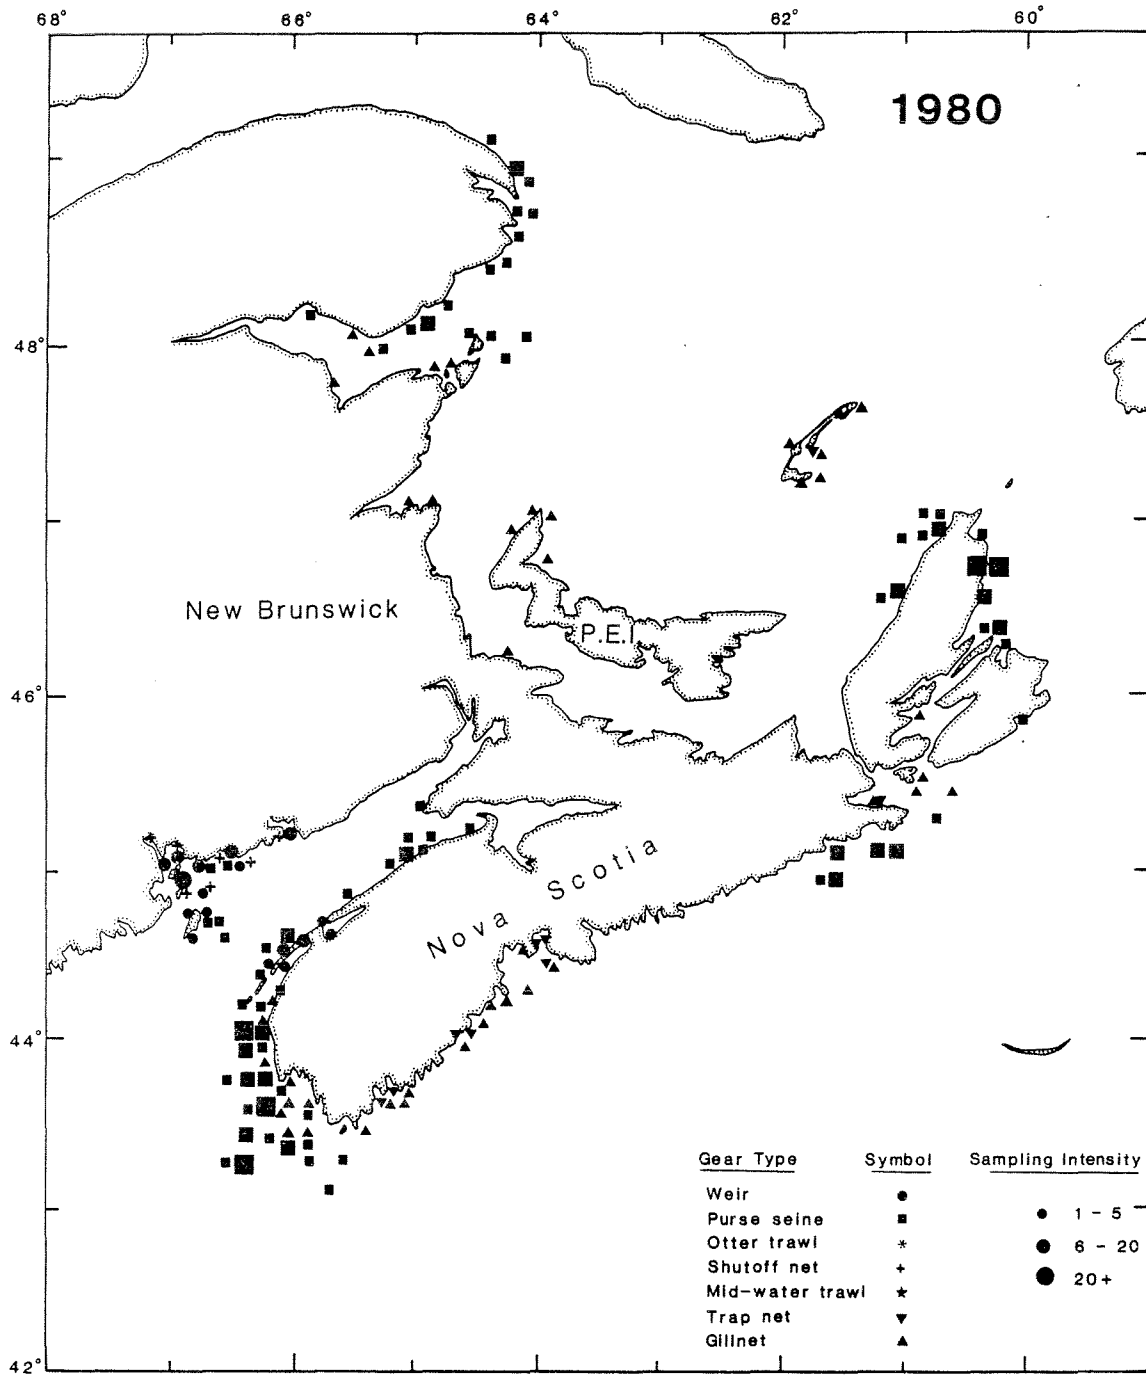 68° 66° 64° 62° 60°
1980
48°
New Brunswick
P.E.I
46°
Nova Scotia
44°
Gear Type Symbol Sampling Intensity
Weir
Purse seine
Otter trawl
Shutoff net
Mid-water trawl
Trap net
Gillnet
1 - 5
6 - 20
20+
42°